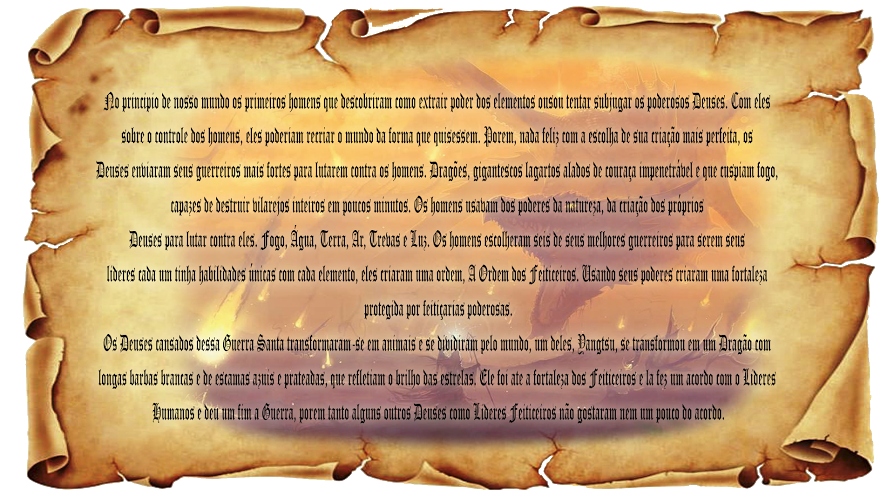 No principio de nosso mundo os primeiros homens que descobriram como extrair poder dos elementos ousou tentar subjugar os poderosos Deuses. Com eles
sobre o controle dos homens, eles poderiam recriar o mundo da forma que quisessem. Porem, nada feliz com a escolha de sua criação mais perfeita, os
Deuses enviaram seus guerreiros mais fortes para lutarem contra os homens. Dragões, gigantescos lagartos alados de couraça impenetrável e que cuspiam fogo,
capazes de destruir vilarejos inteiros em poucos minutos. Os homens usavam dos poderes da natureza, da criação dos próprios
Deuses para lutar contra eles. Fogo, Água, Terra, Ar, Trevas e Luz. Os homens escolheram seis de seus melhores guerreiros para serem seus
lideres cada um tinha habilidades únicas com cada elemento, eles criaram uma ordem, A Ordem dos Feiticeiros. Usando seus poderes criaram uma fortaleza
protegida por feitiçarias poderosas.
Os Deuses cansados dessa Guerra Santa transformaram-se em animais e se dividiram pelo mundo, um deles, Yangtsu, se transformou em um Dragão com
longas barbas brancas e de escamas azuis e prateadas, que refletiam o brilho das estrelas. Ele foi ate a fortaleza dos Feiticeiros e la fez um acordo com o Lideres
Humanos e deu um fim a Guerra, porem tanto alguns outros Deuses como Lideres Feiticeiros não gostaram nem um pouco do acordo.